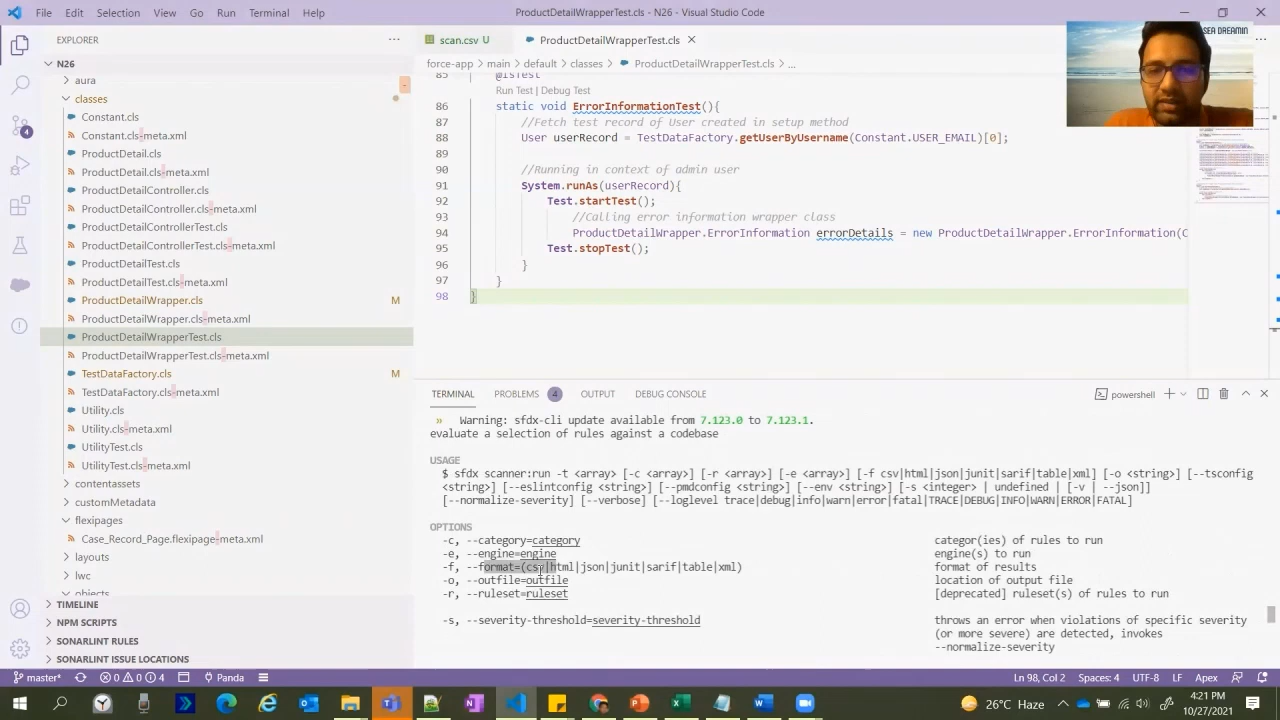 File
Edit
Selection
View
Go
Run
Terminal
Help
ProductDetailWrapperTest.cls - N26 - Visual Studio Code
EXPLORER
N26
aura
classes
Constant.cls
Constant.cls-meta.xml
ProductDetail.cls
ProductDetail.cls-meta.xml
ProductDetailController.cls
ProductDetailController.cls-meta.xml
ProductDetailControllerTest.cls
ProductDetailControllerTest.cls-meta.xml
ProductDetailTest.cls
ProductDetailTest.cls-meta.xml
ProductDetailWrapper.cls M
ProductDetailWrapper.cls-meta.xml
ProductDetailWrapperTest.cls
ProductDetailWrapperTest.cls-meta.xml
TestDataFactory.cls M
TestDataFactory.cls-meta.xml
Utility.cls
Utility.cls-meta.xml
UtilityTest.cls
UtilityTest.cls-meta.xml
contentassets
customMetadata
flexipages
Case_Record_Page.flexipage-meta.xml
layouts
lwc
objects
TIMELINE
NPM SCRIPTS
SONARLINT RULES
SONARLINT ISSUE LOCATIONS
4
scan.csv U
ProductDetailWrapperTest.cls
force-app > main > default > classes > ProductDetailWrapperTest.cls > ...
85 @IsTest
Run Test | Debug Test
86 static void ErrorInformationTest(){
87 //Fetch test record of User created in setup method
88 User userRecord = TestDataFactory.getUserByUsername(Constant.USER_EMAIL)[0];
89
90 //Running in context of admin user
91 System.runAs(userRecord){
92 Test.startTest();
93 //Calling error information wrapper class
94 ProductDetailWrapper.ErrorInformation errorDetails = new ProductDetailWrapper.ErrorInformation(C
95 Test.stopTest();
96 }
97 }
98 }
DREAMIN
TERMINAL
PROBLEMS 4
OUTPUT
DEBUG CONSOLE
powershell
» Warning: sfdx-cli update available from 7.123.0 to 7.123.1.
evaluate a selection of rules against a codebase
USAGE
$ sfdx scanner:run -t <array> [-c <array>] [-r <array>] [-e <array>] [-f csv|html|json|junit|sarif|table|xml] [-o <string>] [--tsconfig
<string>] [--eslintconfig <string>] [--pmdconfig <string>] [--env <string>] [-s <integer> | undefined | [-v | --json]]
[--normalize-severity] [--verbose] [--loglevel trace|debug|info|warn|error|fatal|TRACE|DEBUG|INFO|WARN|ERROR|FATAL]
OPTIONS
-c, --category=category categor(ies) of rules to run
-e, --engine=engine engine(s) to run
-f, --format=(csv|html|json|junit|sarif|table|xml) format of results
-o, --outfile=outfile location of output file
-r, --ruleset=ruleset [deprecated] ruleset(s) of rules to run
-s, --severity-threshold=severity-threshold throws an error when violations of specific severity
(or more severe) are detected, invokes
--normalize-severity
master*
0 0 4
Panda
Ln 98, Col 2
Spaces: 4
UTF-8
LF
Apex
Prettier
26°C Haze
4:21 PM
10/27/2021